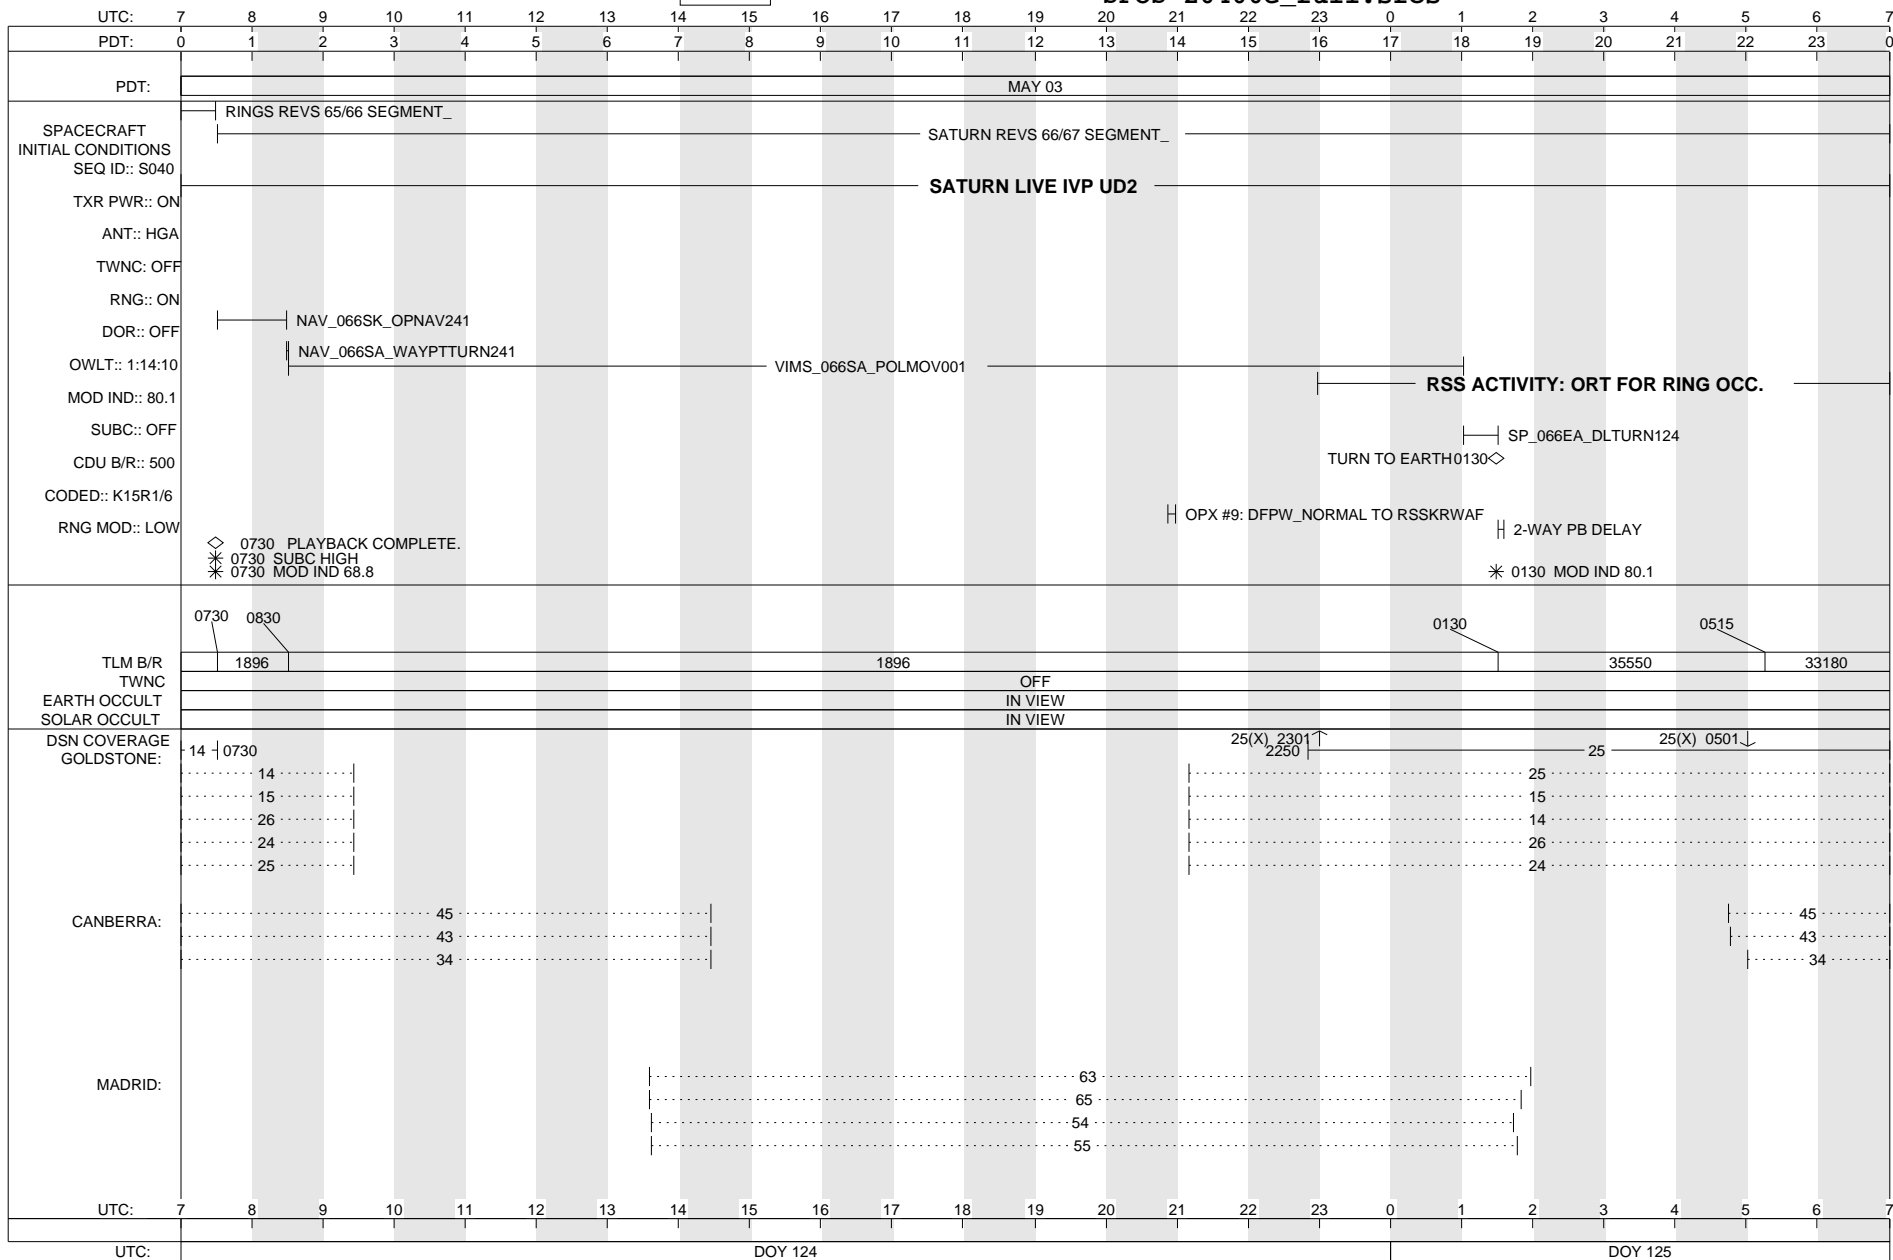 UTC: 7 8 9 10 11 12 13 14 15 16 17 18 19 20 21 22 23 0 1 2 3 4 5 6 7
PDT: 0 1 2 3 4 5 6 7 8 9 10 11 12 13 14 15 16 17 18 19 20 21 22 23 0
PDT: MAY 03
RINGS REVS 65/66 SEGMENT_
SPACECRAFT
INITIAL CONDITIONS
SATURN REVS 66/67 SEGMENT_
SEQ ID:: S040
SATURN LIVE IVP UD2
TXR PWR:: ON
ANT:: HGA
TWNC: OFF
RNG:: ON
NAV_066SK_OPNAV241
DOR:: OFF
NAV_066SA_WAYPTTURN241
OWLT:: 1:14:10
VIMS_066SA_POLMOV001
RSS ACTIVITY: ORT FOR RING OCC.
MOD IND:: 80.1
SUBC:: OFF
SP_066EA_DLTURN124
CDU B/R:: 500
TURN TO EARTH0130
CODED:: K15R1/6
OPX #9: DFPW_NORMAL TO RSSKRWAF
RNG MOD:: LOW
2-WAY PB DELAY
0730 PLAYBACK COMPLETE.
0730 SUBC HIGH
0730 MOD IND 68.8
0130 MOD IND 80.1
0730 0830 0130 0515
TLM B/R 1896 1896 35550 33180
TWNC OFF
EARTH OCCULT IN VIEW
SOLAR OCCULT IN VIEW
DSN COVERAGE
25(X) 2301 25(X) 0501
GOLDSTONE: 14 0730 2250 25
14 25
15 15
26 14
24 26
25 24
CANBERRA: 45 45
43 43
34 34
MADRID: 63
65
54
55
UTC: 7 8 9 10 11 12 13 14 15 16 17 18 19 20 21 22 23 0 1 2 3 4 5 6 7
UTC: DOY 124 DOY 125